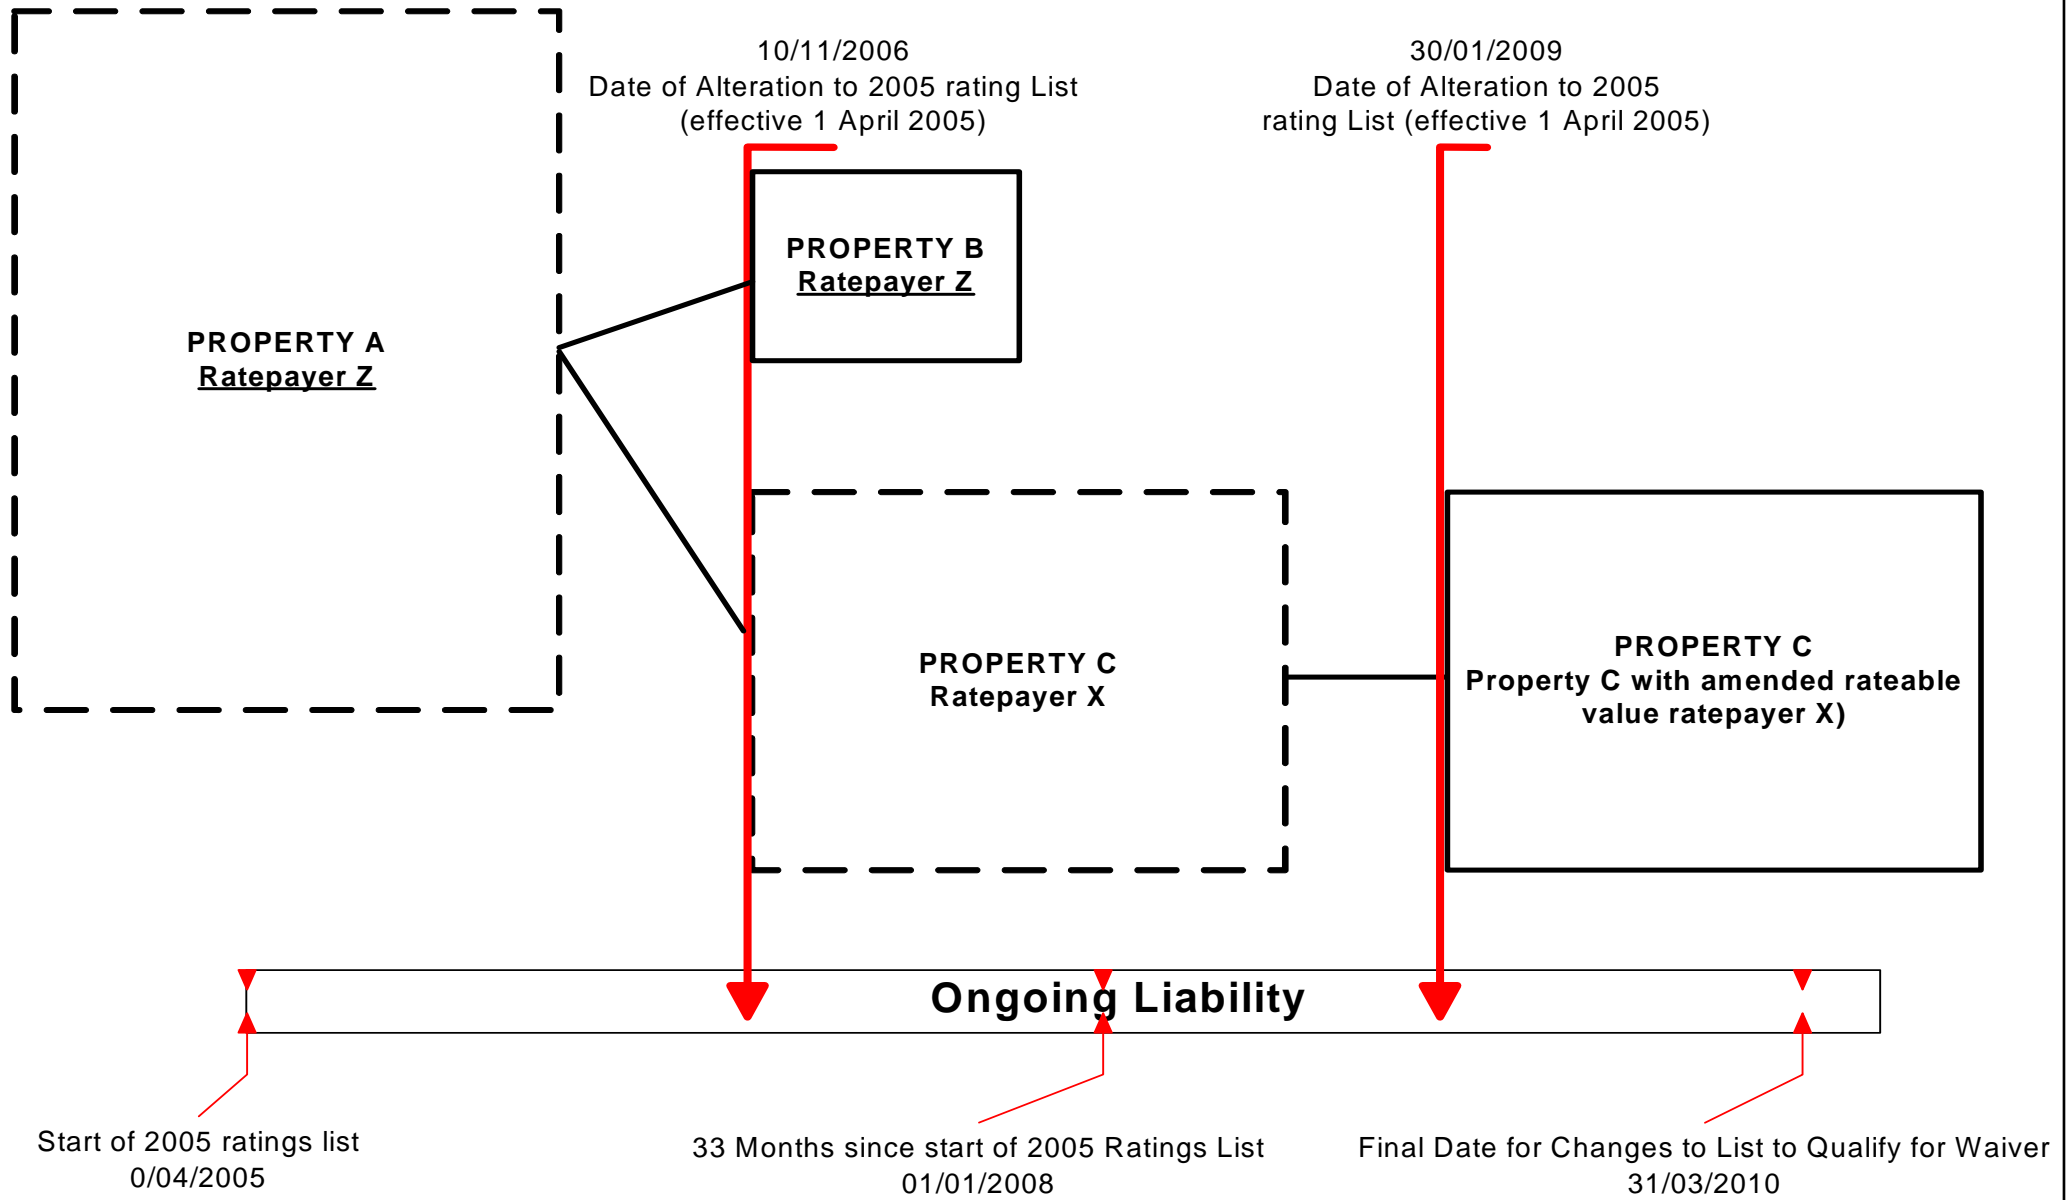 10/11/2006
Date of Alteration to 2005 rating List
(effective 1 April 2005)
30/01/2009
Date of Alteration to 2005
rating List (effective 1 April 2005)
PROPERTY A
Ratepayer Z
PROPERTY B
Ratepayer Z
PROPERTY C
Ratepayer X
PROPERTY C
Property C with amended rateable
value ratepayer X)
Ongoing Liability
Start of 2005 ratings list
0/04/2005
33 Months since start of 2005 Ratings List
01/01/2008
Final Date for Changes to List to Qualify for Waiver
31/03/2010